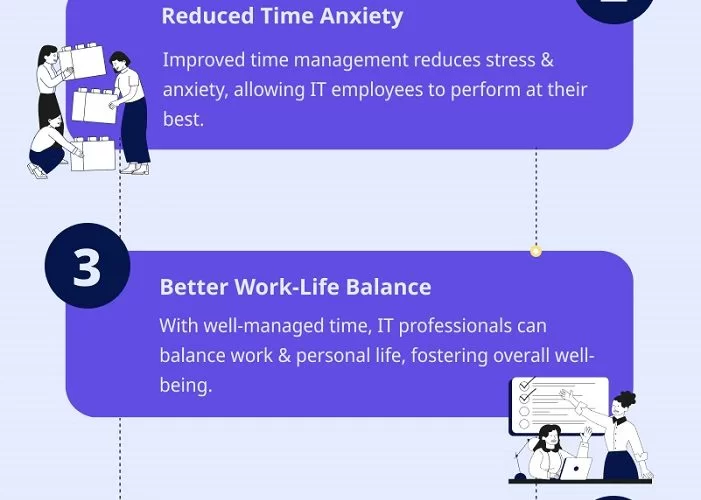 Reduced Time Anxiety
Improved time management reduces stress &
anxiety, allowing IT employees to perform at their
best.
3
Better Work-Life Balance
With well-managed time, IT professionals can
balance work & personal life, fostering overall well-
being.